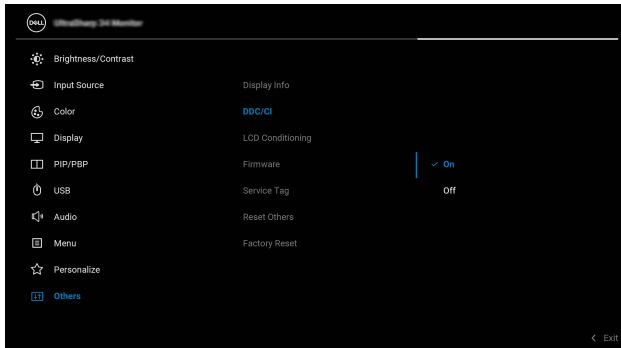 DELL
UltraSharp 34 Monitor
Brightness/Contrast
Input Source
Display Info
Color
DDC/CI
Display
LCD Conditioning
PIP/PBP
Firmware
On
USB
Service Tag
Off
Audio
Reset Others
Menu
Factory Reset
Personalize
Others
Exit